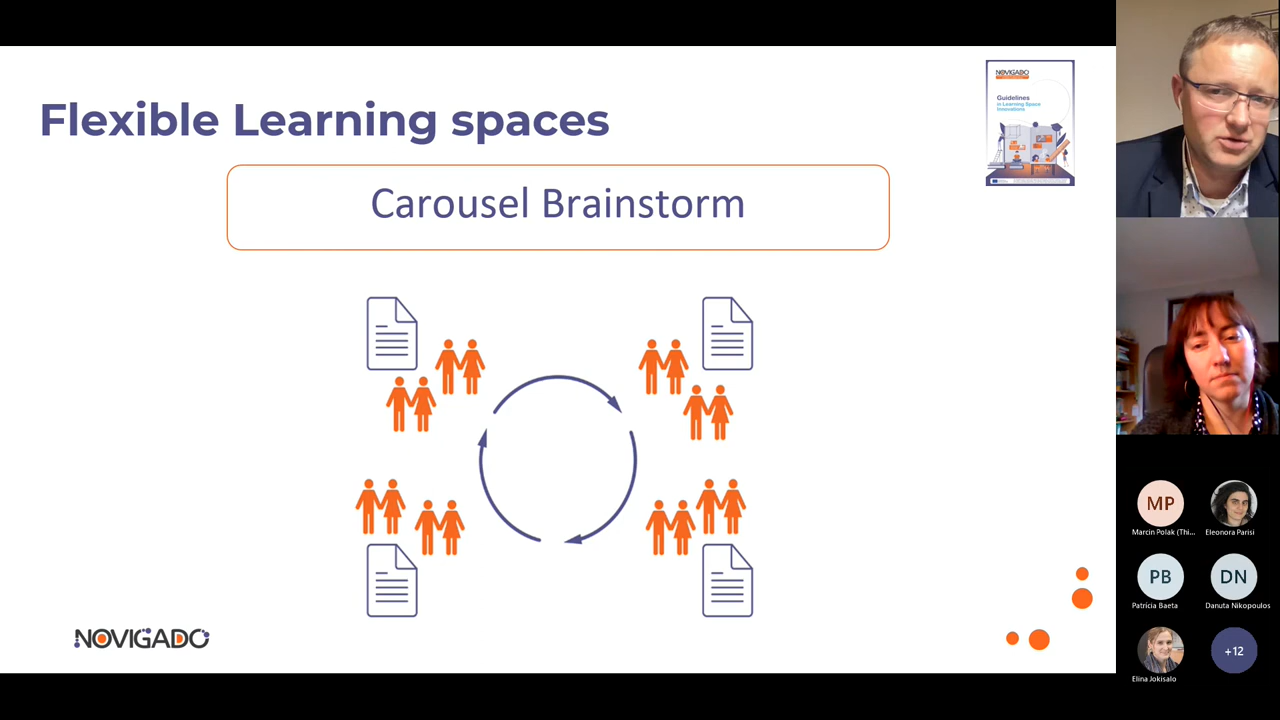 Flexible Learning spaces
NOVIGADO
Guidelines
in Learning Space
Innovations
Carousel Brainstorm
NOVIGADO
MP
Marcin Polak (Thi...
Eleonora Parisi
PB
Patrícia Baeta
DN
Danuta Nikopoulos
Elina Jokisalo
+12